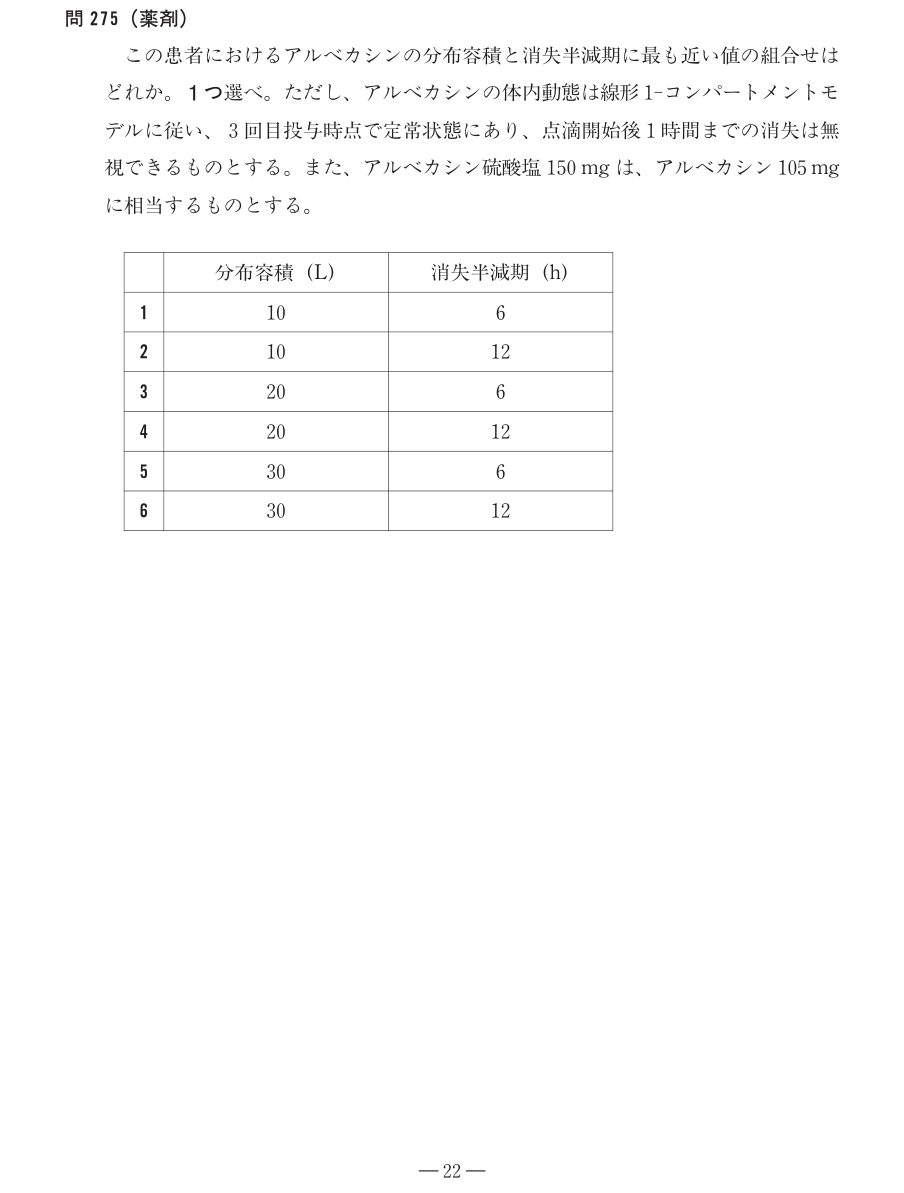 問 275（薬剤）
この患者におけるアルベカシンの分布容積と消失半減期に最も近い値の組合せは
どれか。1つ選べ。ただし、アルベカシンの体内動態は線形 1-コンパートメントモ
デルに従い、3 回目投与時点で定常状態にあり、点滴開始後 1 時間までの消失は無
視できるものとする。また、アルベカシン硫酸塩 150 mg は、アルベカシン 105 mg
に相当するものとする。
分布容積（L） 消失半減期（h）
1 10 6
2 10 12
3 20 6
4 20 12
5 30 6
6 30 12
― 22 ―